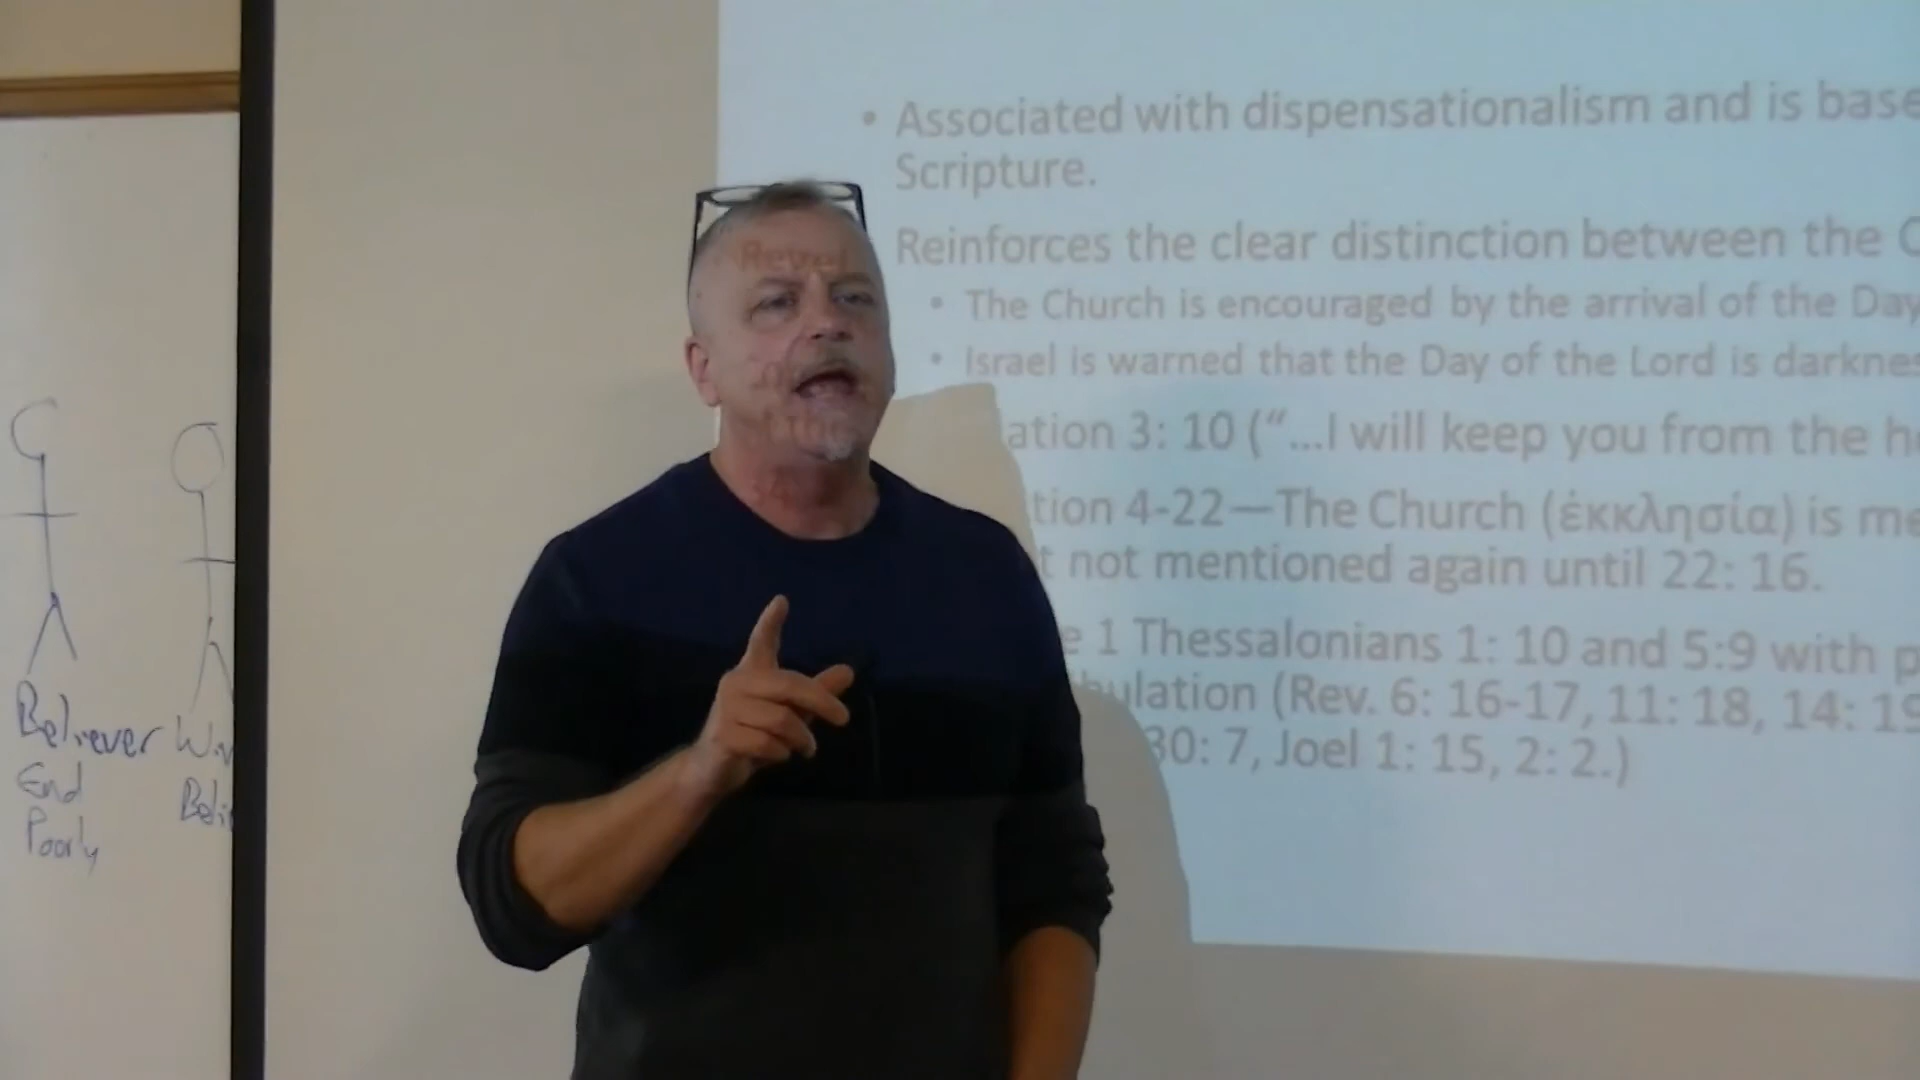 • Associated with dispensationalism and is base
Scripture.
Reinforces the clear distinction between the C
• The Church is encouraged by the arrival of the Day
• Israel is warned that the Day of the Lord is darknes
ation 3: 10 (“...I will keep you from the h
tion 4-22—The Church (ἐκκλησία) is me
t not mentioned again until 22: 16.
e 1 Thessalonians 1: 10 and 5:9 with p
bulation (Rev. 6: 16-17, 11: 18, 14: 19
30: 7, Joel 1: 15, 2: 2.)
Believer
End
Poorly